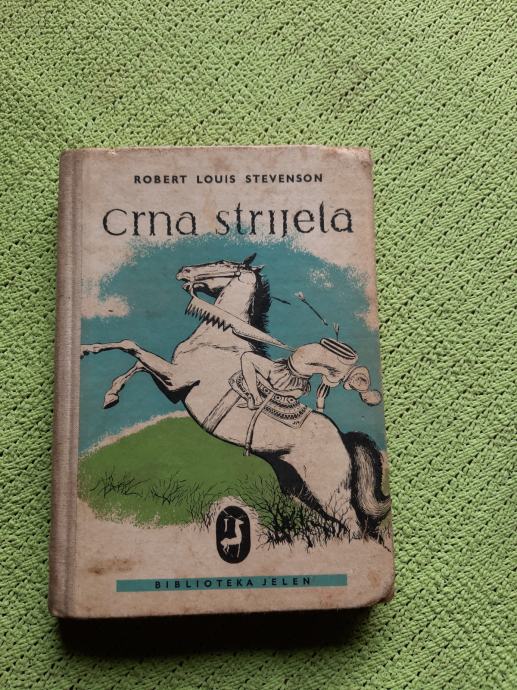 ROBERT LOUIS STEVENSON
crna strijela
BIBLIOTEKA JELEN